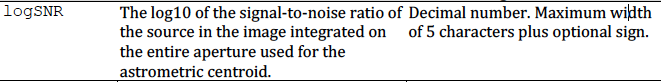 logSNR
The log10 of the signal-to-noise ratio of
the source in the image integrated on
the entire aperture used for the
astrometric centroid.
Decimal number. Maximum width
of 5 characters plus optional sign.